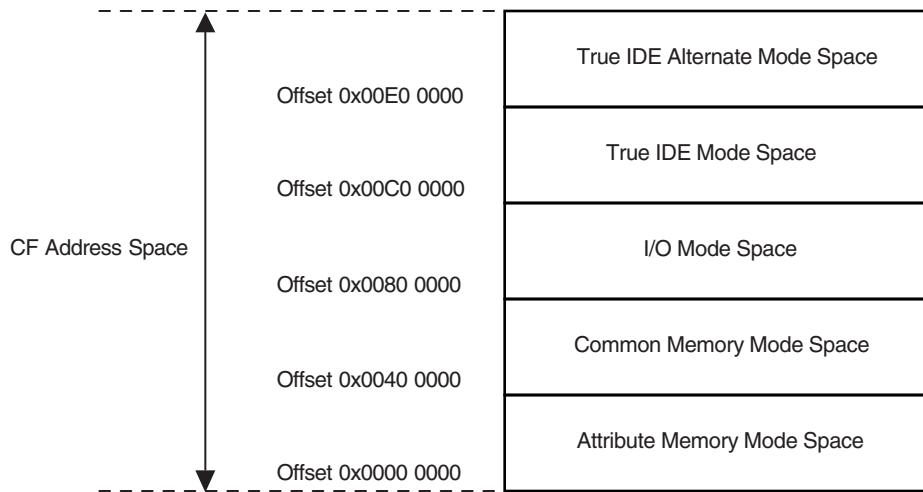 True IDE Alternate Mode Space
Offset 0x00E0 0000
True IDE Mode Space
Offset 0x00C0 0000
CF Address Space
I/O Mode Space
Offset 0x0080 0000
Common Memory Mode Space
Offset 0x0040 0000
Attribute Memory Mode Space
Offset 0x0000 0000